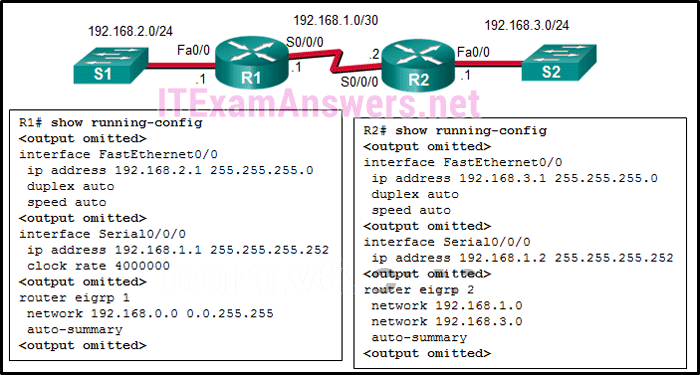 192.168.2.0/24
192.168.1.0/30
192.168.3.0/24
Fa0/0
S0/0/0
.2
Fa0/0
S1
.1
R1
.1
S0/0/0
R2
.1
S2
ITExamAnswers.net
R1# show running-config
<output omitted>
interface FastEthernet0/0
ip address 192.168.2.1 255.255.255.0
duplex auto
speed auto
<output omitted>
interface Serial0/0/0
ip address 192.168.1.1 255.255.255.252
clock rate 4000000
<output omitted>
router eigrp 1
network 192.168.0.0 0.0.255.255
auto-summary
<output omitted>
R2# show running-config
<output omitted>
interface FastEthernet0/0
ip address 192.168.3.1 255.255.255.0
duplex auto
speed auto
<output omitted>
interface Serial0/0/0
ip address 192.168.1.2 255.255.255.252
<output omitted>
router eigrp 2
network 192.168.1.0
network 192.168.3.0
auto-summary
<output omitted>